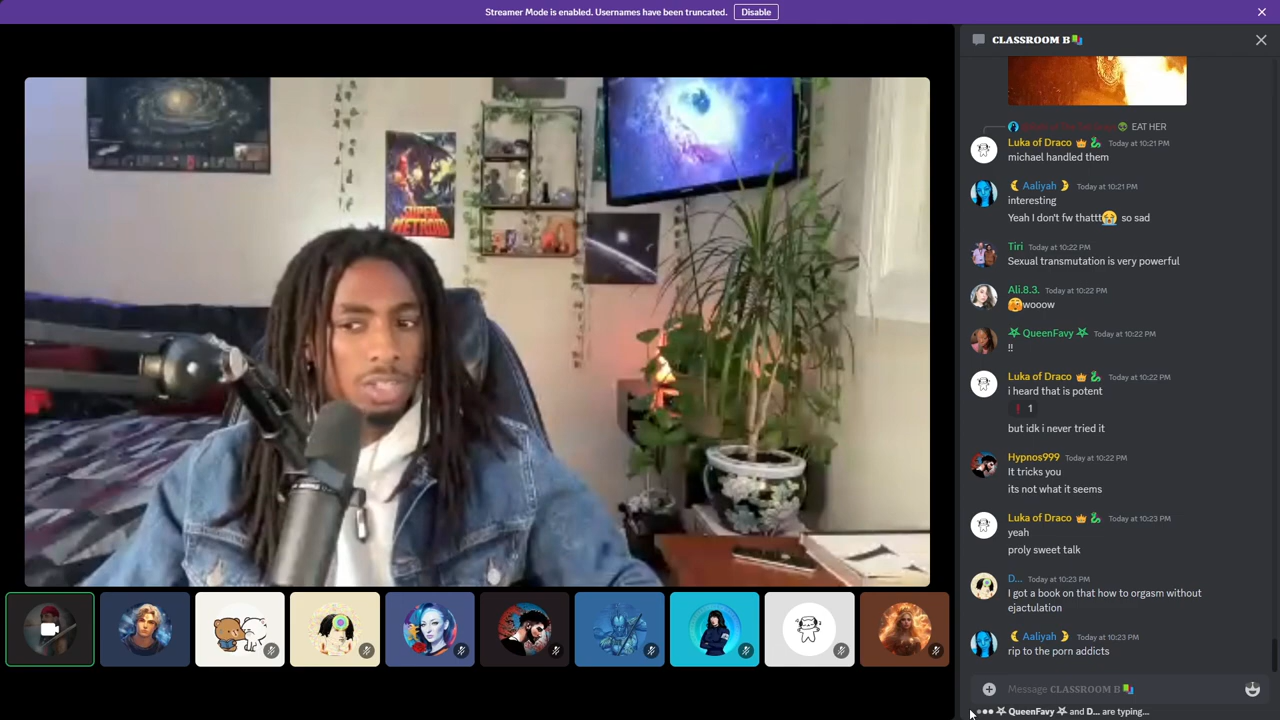 Streamer Mode is enabled. Usernames have been truncated. Disable
CLASSROOM B
EAT HER
Luka of Draco Today at 10:21 PM
michael handled them
Aaliyah Today at 10:21 PM
interesting
Yeah I don't fw thattt😭 so sad
Tiri Today at 10:22 PM
Sexual transmutation is very powerful
Ali.8.3. Today at 10:22 PM
wooow
QueenFavy Today at 10:22 PM
!!
Luka of Draco Today at 10:22 PM
i heard that is potent
❗ 1
but idk i never tried it
Hypnos999 Today at 10:22 PM
It tricks you
its not what it seems
Luka of Draco Today at 10:23 PM
yeah
proly sweet talk
D... Today at 10:23 PM
I got a book on that how to orgasm without
ejactulation
Aaliyah Today at 10:23 PM
rip to the porn addicts
Message CLASSROOM B
QueenFavy and D... are typing...
SUPER
METROID